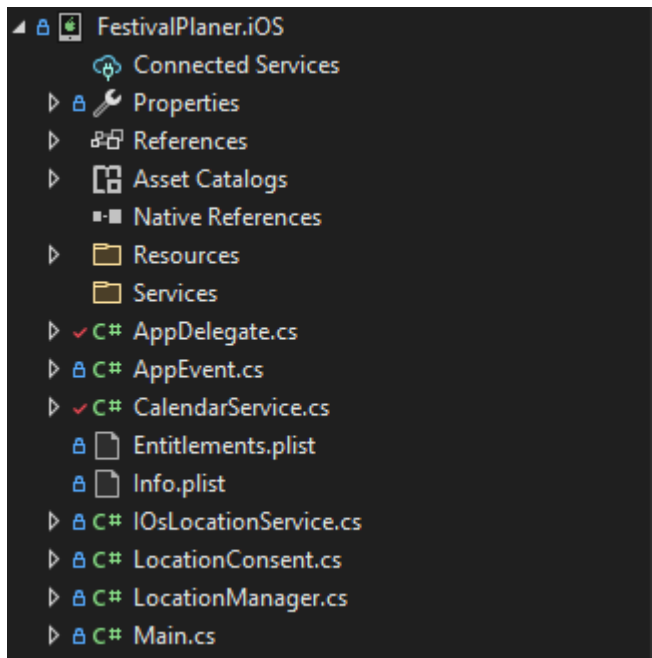 FestivalPlaner.iOS
Connected Services
Properties
References
Asset Catalogs
Native References
Resources
Services
C# AppDelegate.cs
C# AppEvent.cs
C# CalendarService.cs
Entitlements.plist
Info.plist
C# IOsLocationService.cs
C# LocationConsent.cs
C# LocationManager.cs
C# Main.cs